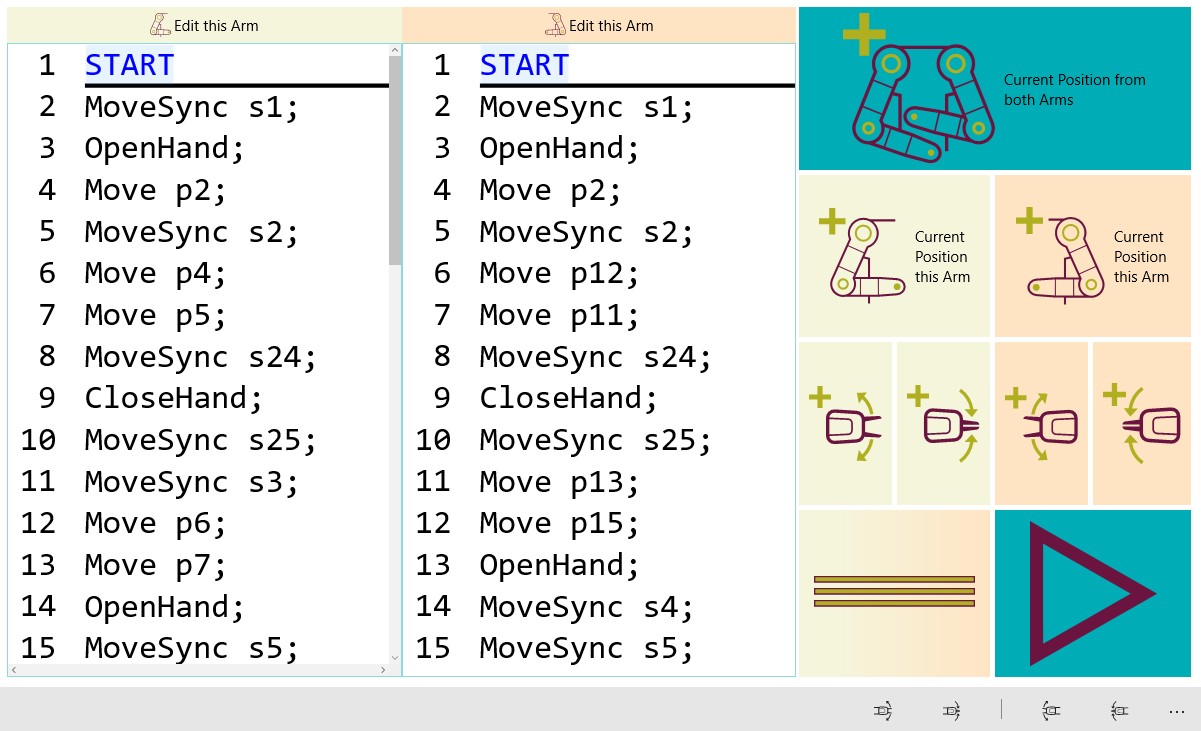 Edit this Arm
1 START
2 MoveSync s1;
3 OpenHand;
4 Move p2;
5 MoveSync s2;
6 Move p4;
7 Move p5;
8 MoveSync s24;
9 CloseHand;
10 MoveSync s25;
11 MoveSync s3;
12 Move p6;
13 Move p7;
14 OpenHand;
15 MoveSync s5;
Edit this Arm
1 START
2 MoveSync s1;
3 OpenHand;
4 Move p2;
5 MoveSync s2;
6 Move p12;
7 Move p11;
8 MoveSync s24;
9 CloseHand;
10 MoveSync s25;
11 Move p13;
12 Move p15;
13 OpenHand;
14 MoveSync s4;
15 MoveSync s5;
Current Position from
both Arms
Current
Position
this Arm
Current
Position
this Arm